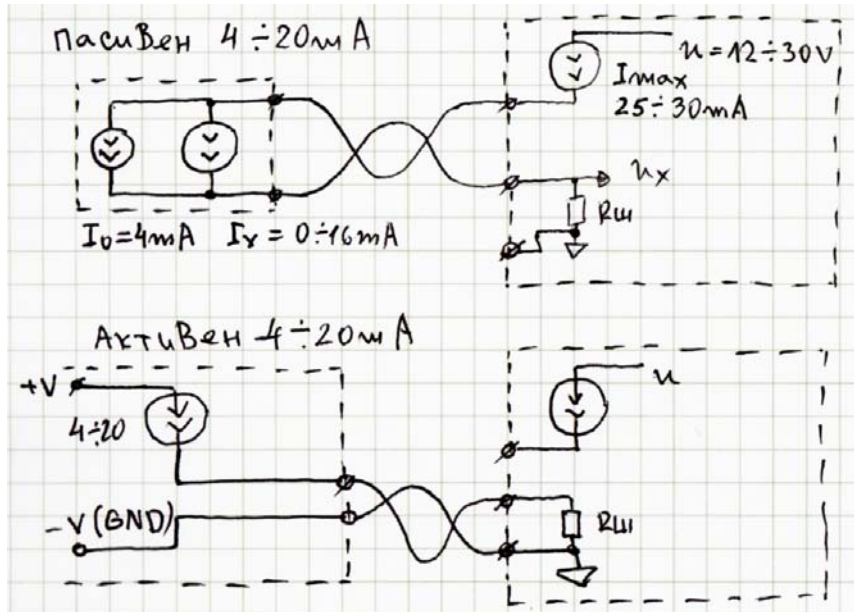 пасивен 4÷20mA
u=12÷30V
Imax
25÷30mA
ux
Rш
I₀=4mA Iₓ=0÷16mA
Активен 4÷20mA
+V
4÷20
u
-V(GND)
Rш